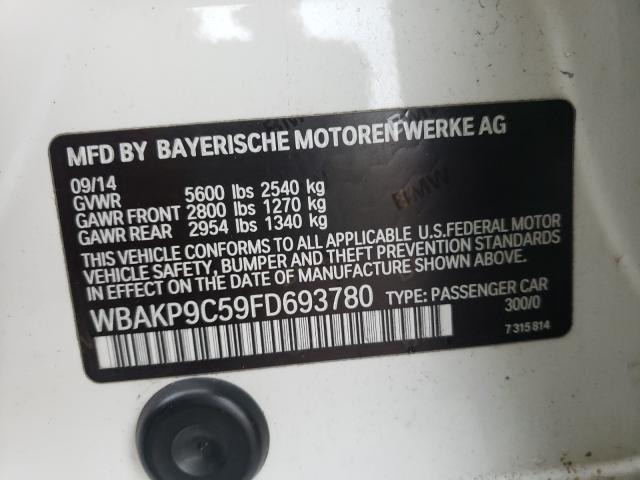 MFD BY BAYERISCHE MOTOREN WERKE AG
09/14
GVWR 5600 lbs 2540 kg
GAWR FRONT 2800 lbs 1270 kg
GAWR REAR 2954 lbs 1340 kg
THIS VEHICLE CONFORMS TO ALL APPLICABLE U.S.FEDERAL MOTOR
VEHICLE SAFETY, BUMPER AND THEFT PREVENTION STANDARDS
IN EFFECT ON THE DATE OF MANUFACTURE SHOWN ABOVE.
WBAKP9C59FD693780 TYPE: PASSENGER CAR
300/0
7 315 814
BMW